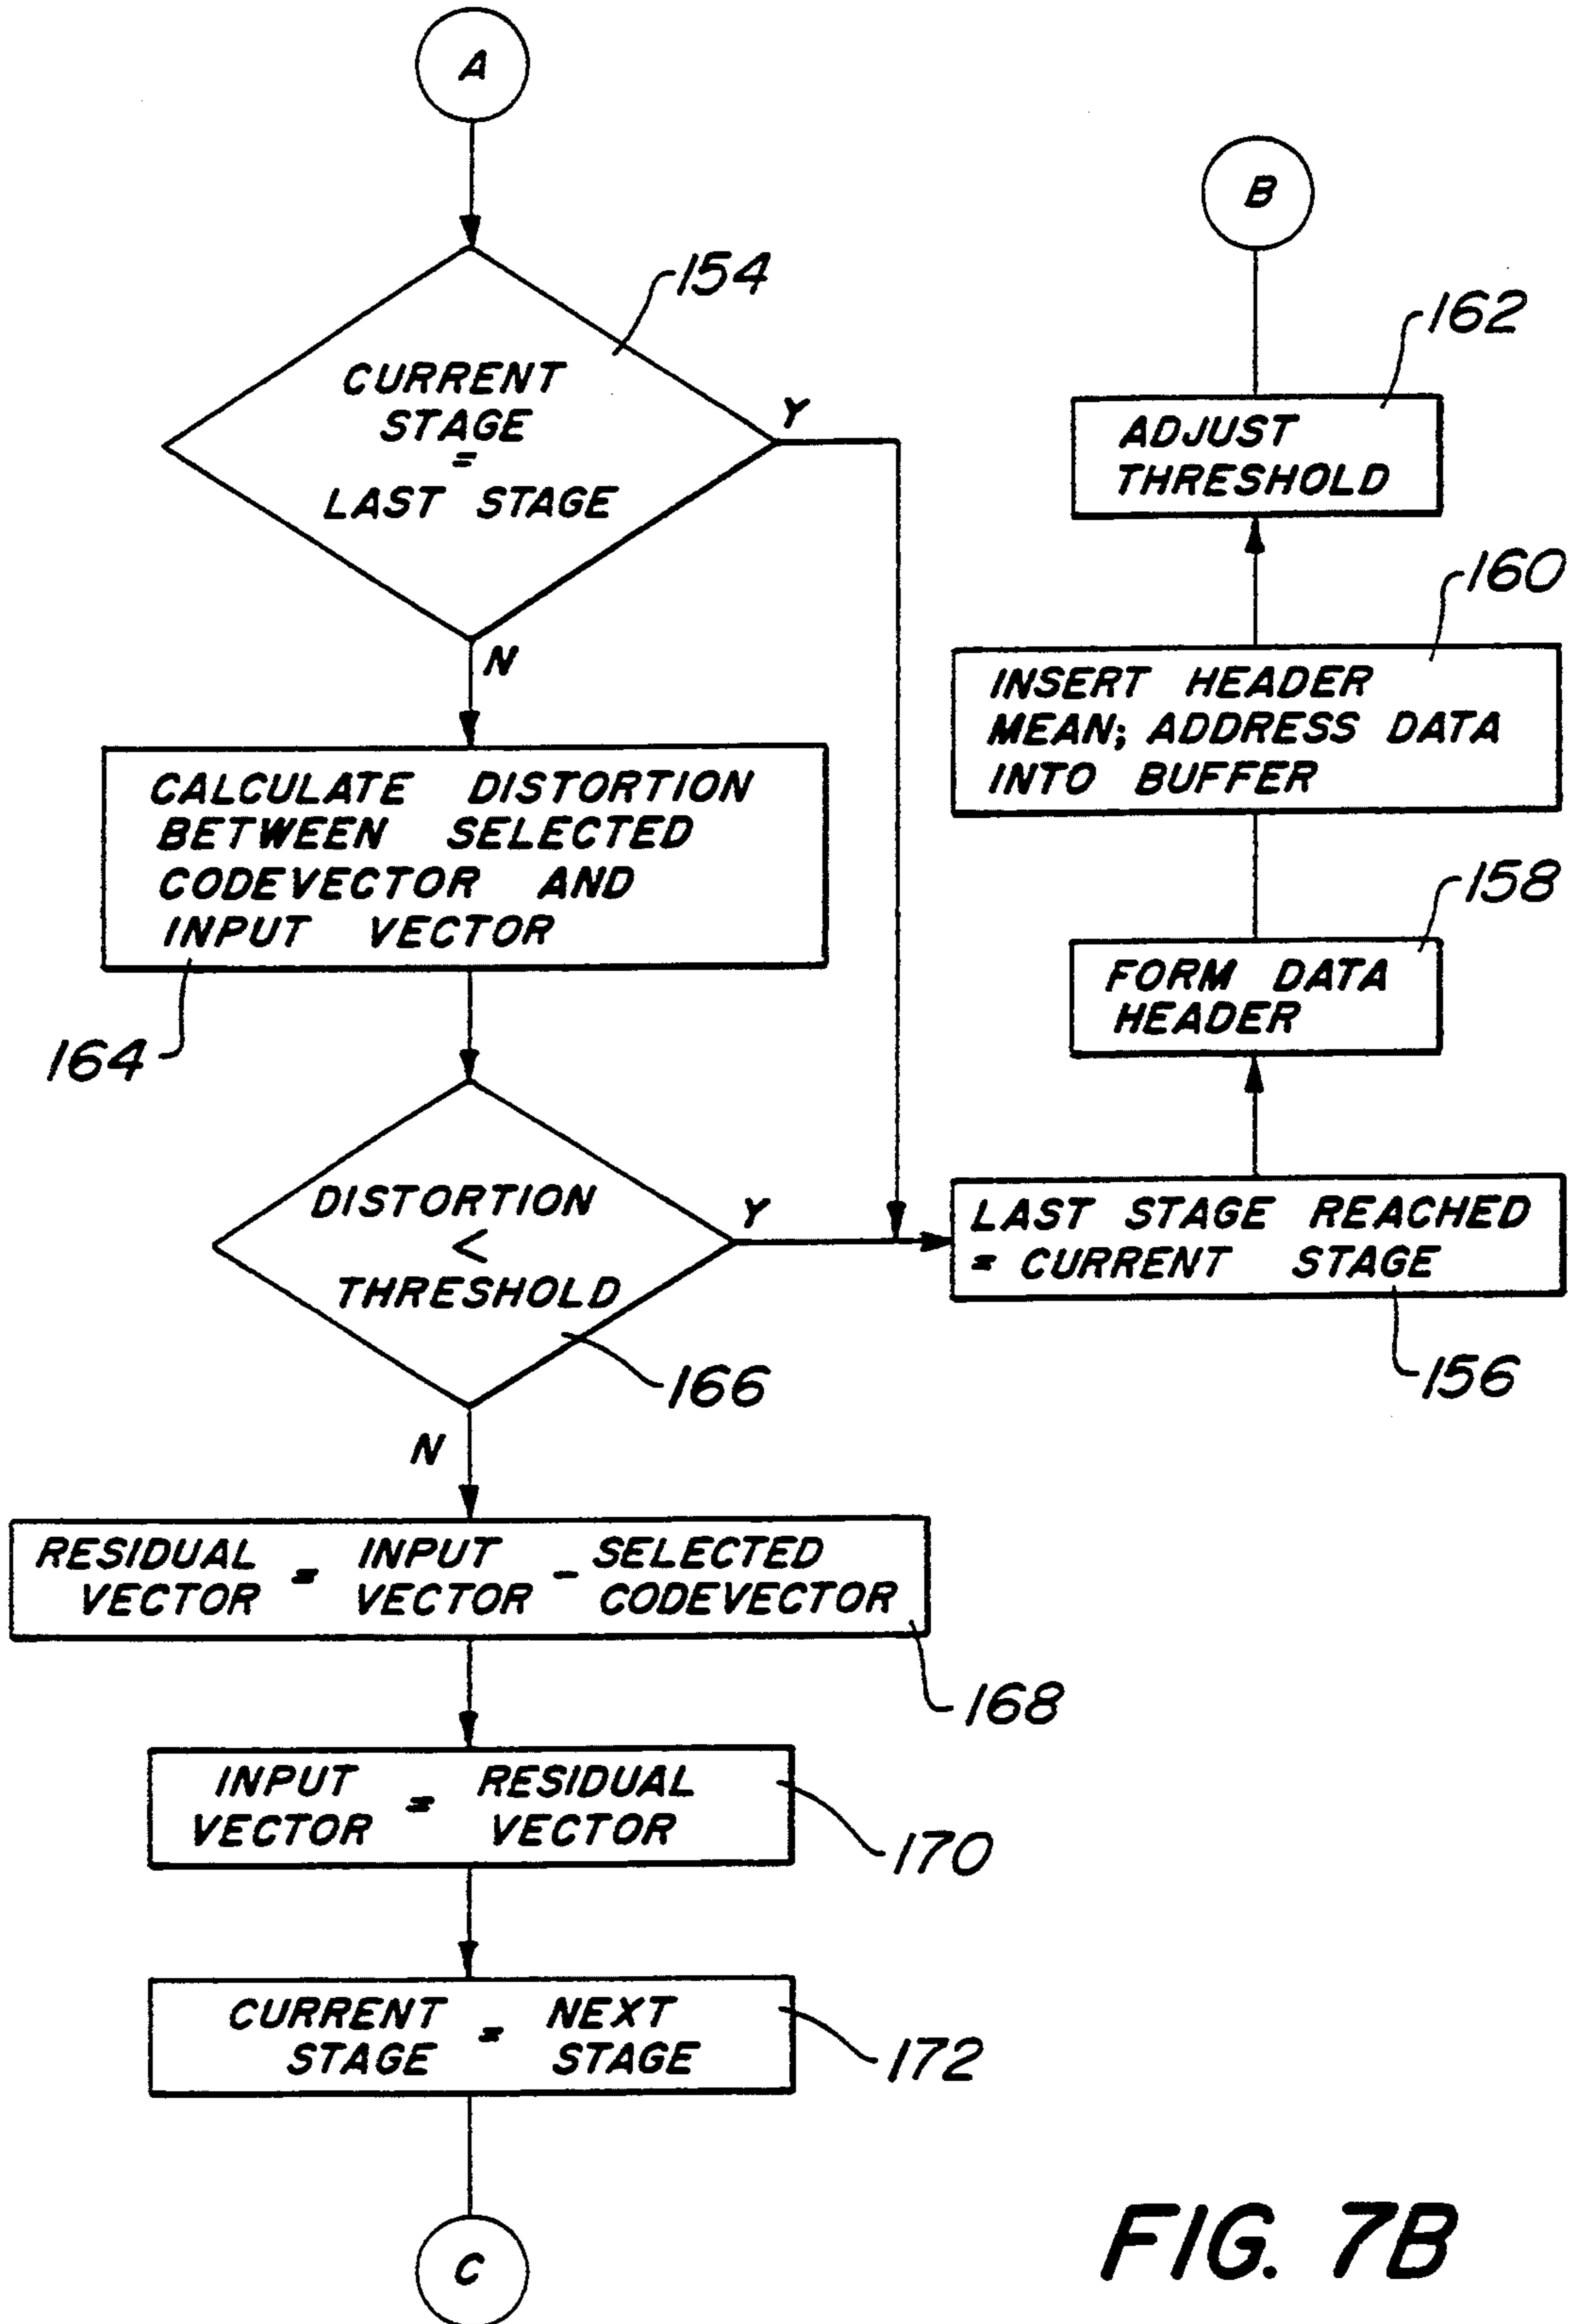 A
154
CURRENT
STAGE
=
LAST STAGE
Y
N
CALCULATE DISTORTION
BETWEEN SELECTED
CODEVECTOR AND
INPUT VECTOR
164
DISTORTION
<
THRESHOLD
Y
166
N
RESIDUAL = INPUT - SELECTED
VECTOR VECTOR CODEVECTOR
168
INPUT = RESIDUAL
VECTOR VECTOR
170
CURRENT = NEXT
STAGE STAGE
172
C
B
162
ADJUST
THRESHOLD
160
INSERT HEADER
MEAN; ADDRESS DATA
INTO BUFFER
158
FORM DATA
HEADER
LAST STAGE REACHED
= CURRENT STAGE
156
FIG. 7B